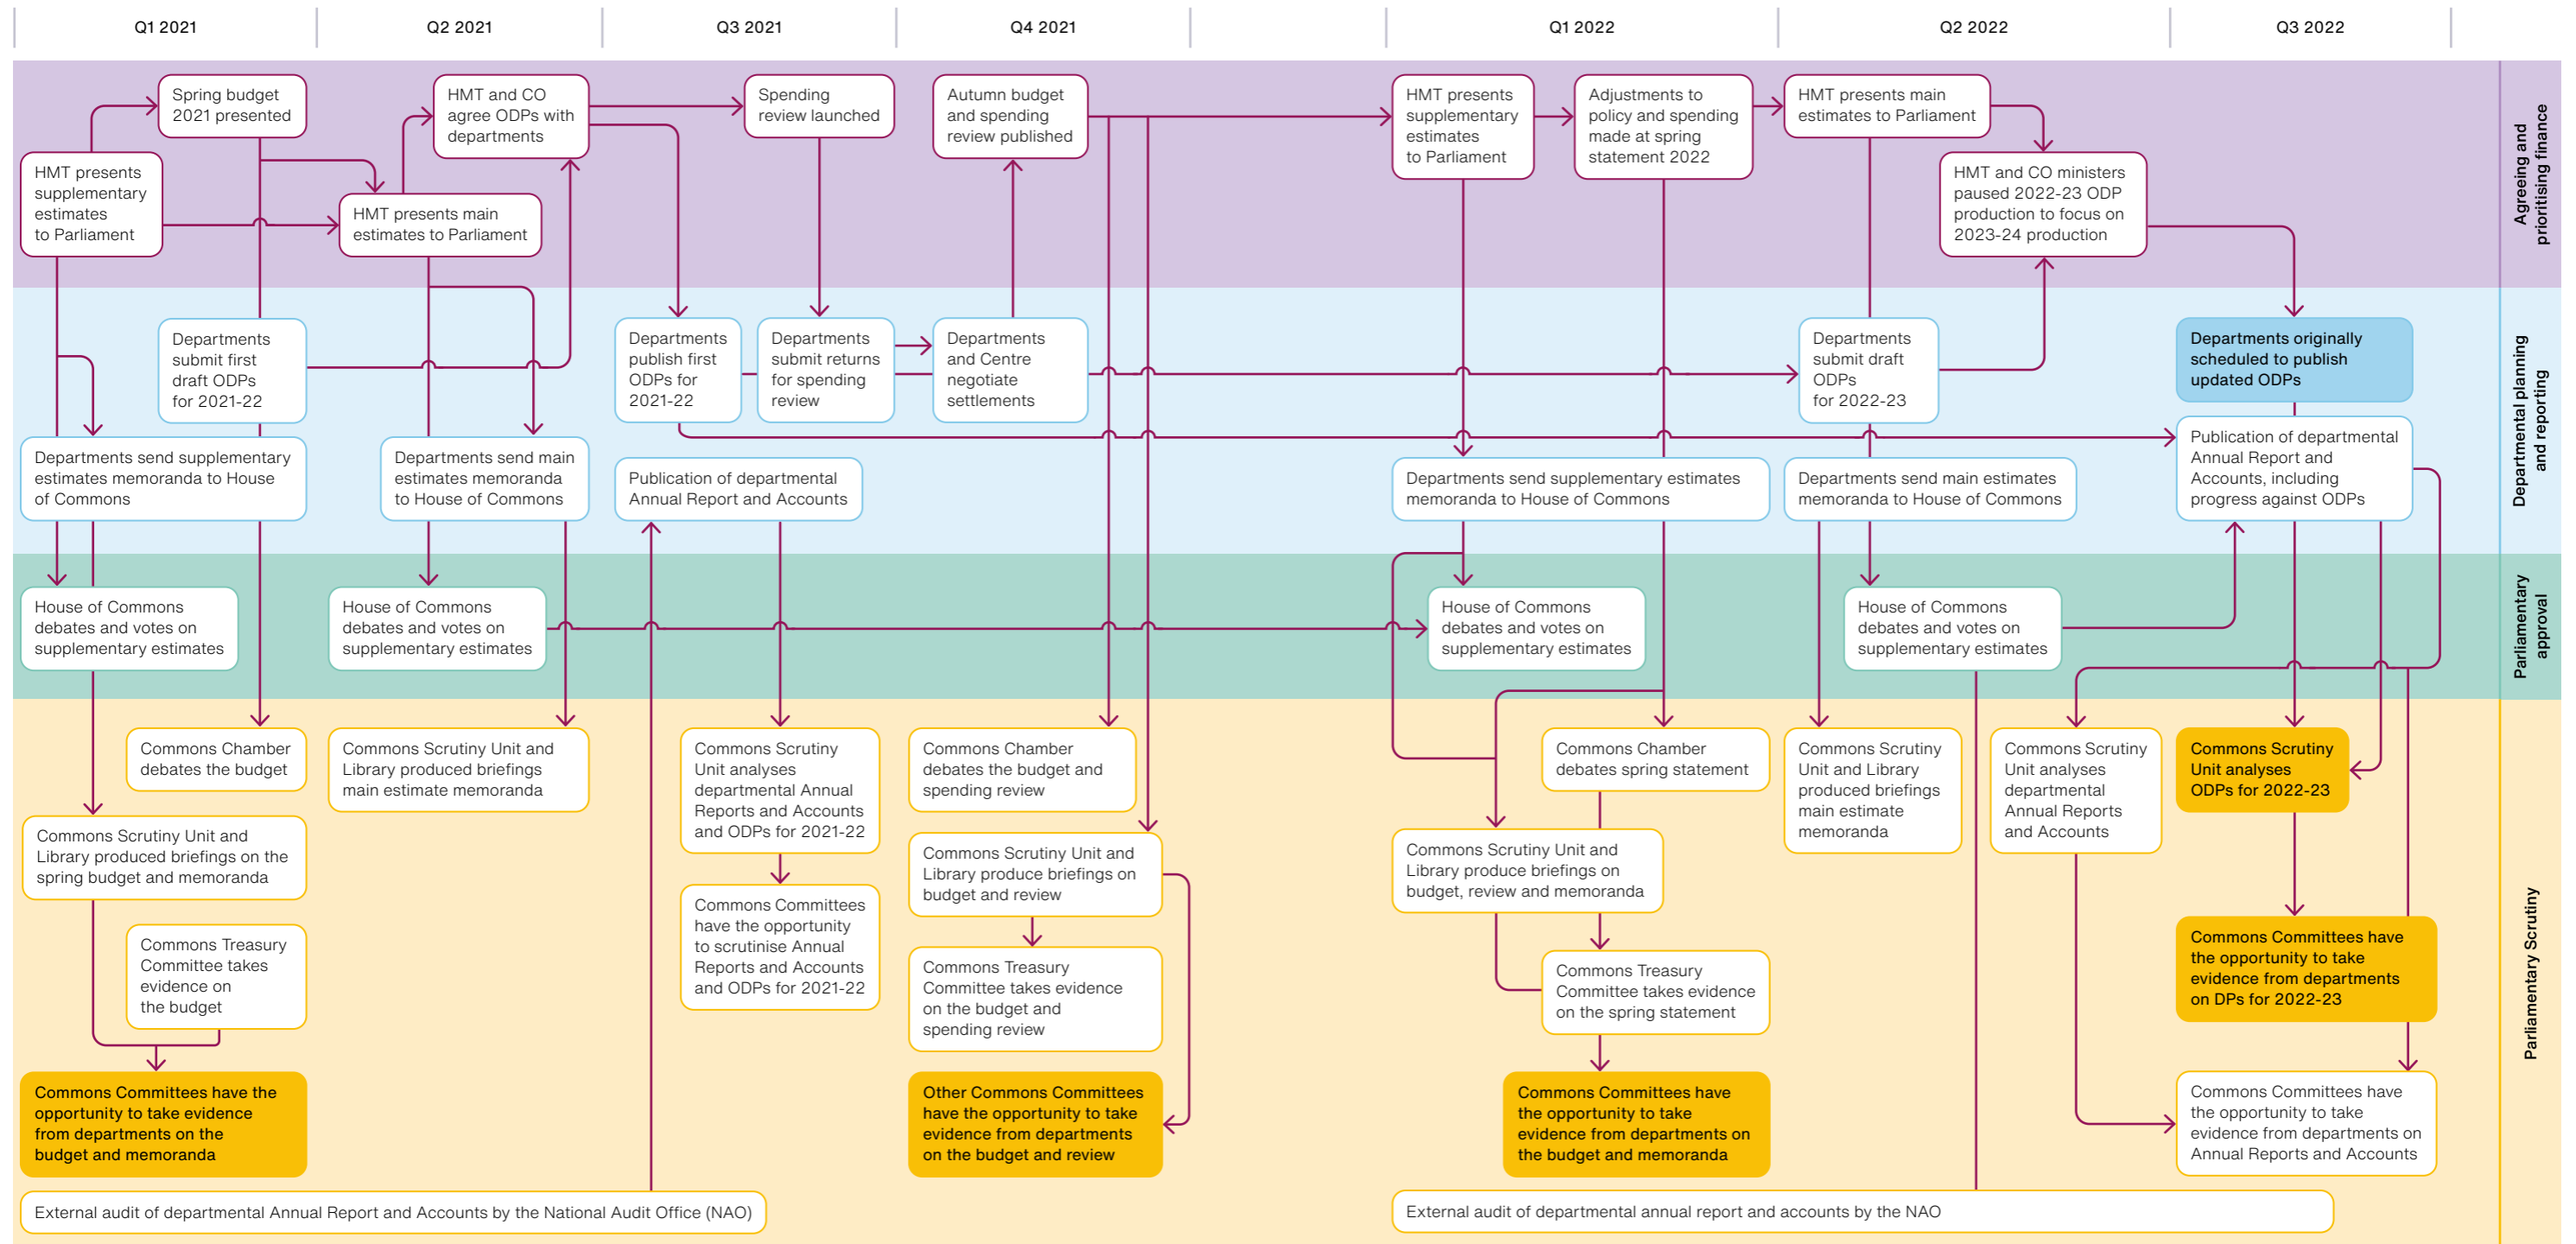 Q1 2021
Q2 2021
Q3 2021
Q4 2021
Q1 2022
Q2 2022
Q3 2022
Agreeing and
prioritising finance
HMT presents
supplementary
estimates
to Parliament
Spring budget
2021 presented
HMT presents main
estimates to Parliament
HMT and CO
agree ODPs with
departments
Spending
review launched
Autumn budget
and spending
review published
HMT presents
supplementary
estimates
to Parliament
Adjustments to
policy and spending
made at spring
statement 2022
HMT presents main
estimates to Parliament
HMT and CO ministers
paused 2022-23 ODP
production to focus on
2023-24 production
Departmental planning
and reporting
Departments
submit first
draft ODPs
for 2021-22
Departments send supplementary
estimates memoranda to House
of Commons
Departments send main
estimates memoranda
to House of Commons
Departments
publish first
ODPs for
2021-22
Departments
submit returns
for spending
review
Departments
and Centre
negotiate
settlements
Publication of departmental
Annual Report and Accounts
Departments send supplementary estimates
memoranda to House of Commons
Departments
submit draft
ODPs
for 2022-23
Departments send main estimates
memoranda to House of Commons
Departments originally
scheduled to publish
updated ODPs
Publication of departmental
Annual Report and
Accounts, including
progress against ODPs
Parliamentary
approval
House of Commons
debates and votes on
supplementary estimates
House of Commons
debates and votes on
supplementary estimates
House of Commons
debates and votes on
supplementary estimates
House of Commons
debates and votes on
supplementary estimates
Parliamentary Scrutiny
Commons Chamber
debates the budget
Commons Scrutiny Unit and
Library produced briefings on the
spring budget and memoranda
Commons Treasury
Committee takes
evidence on
the budget
Commons Committees have the
opportunity to take evidence
from departments on the
budget and memoranda
Commons Scrutiny Unit and
Library produced briefings
main estimate memoranda
Commons Scrutiny
Unit analyses
departmental Annual
Reports and Accounts
and ODPs for 2021-22
Commons Committees
have the opportunity
to scrutinise Annual
Reports and Accounts
and ODPs for 2021-22
Commons Chamber
debates the budget and
spending review
Commons Scrutiny Unit and
Library produce briefings on
budget and review
Commons Treasury
Committee takes evidence
on the budget and
spending review
Other Commons Committees
have the opportunity to take
evidence from departments
on the budget and review
Commons Chamber
debates spring statement
Commons Scrutiny Unit and
Library produce briefings on
budget, review and memoranda
Commons Treasury
Committee takes evidence
on the spring statement
Commons Committees have
the opportunity to take
evidence from departments on
the budget and memoranda
Commons Scrutiny
Unit and Library
produced briefings
main estimate
memoranda
Commons Scrutiny
Unit analyses
departmental
Annual Reports
and Accounts
Commons Scrutiny
Unit analyses
ODPs for 2022-23
Commons Committees have
the opportunity to take
evidence from departments
on DPs for 2022-23
Commons Committees have
the opportunity to take
evidence from departments on
Annual Reports and Accounts
External audit of departmental Annual Report and Accounts by the National Audit Office (NAO)
External audit of departmental annual report and accounts by the NAO